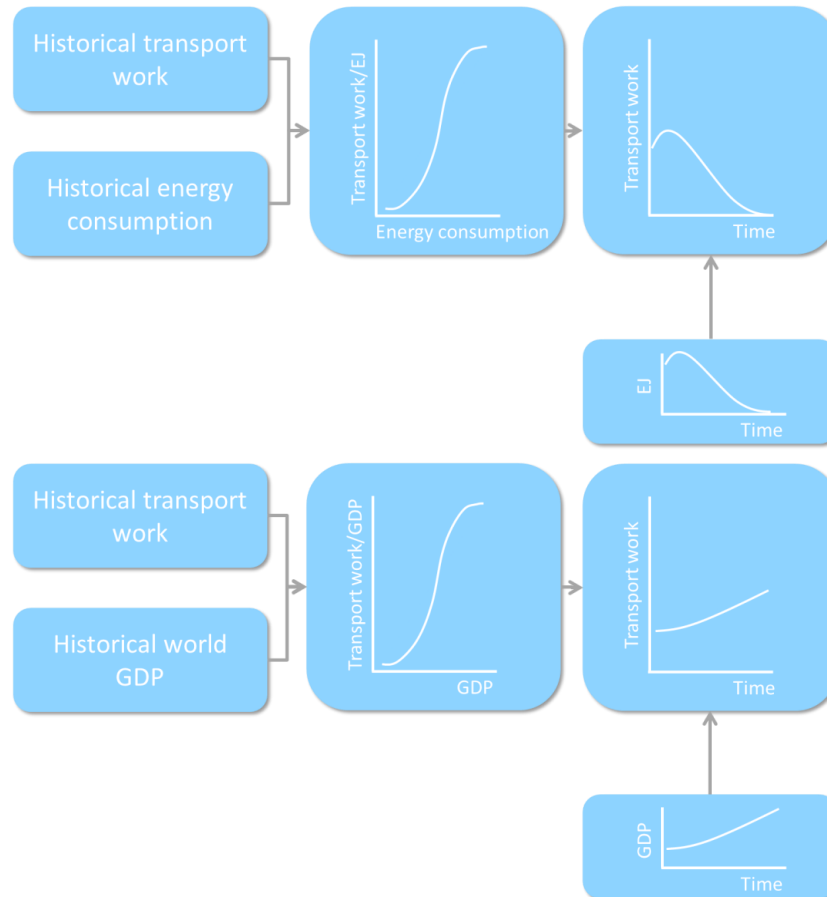 Historical transport
work
Historical energy
consumption
Transport work/EJ
Energy consumption
Transport work
Time
EJ
Time
Historical transport
work
Historical world
GDP
Transport work/GDP
GDP
Transport work
Time
GDP
Time